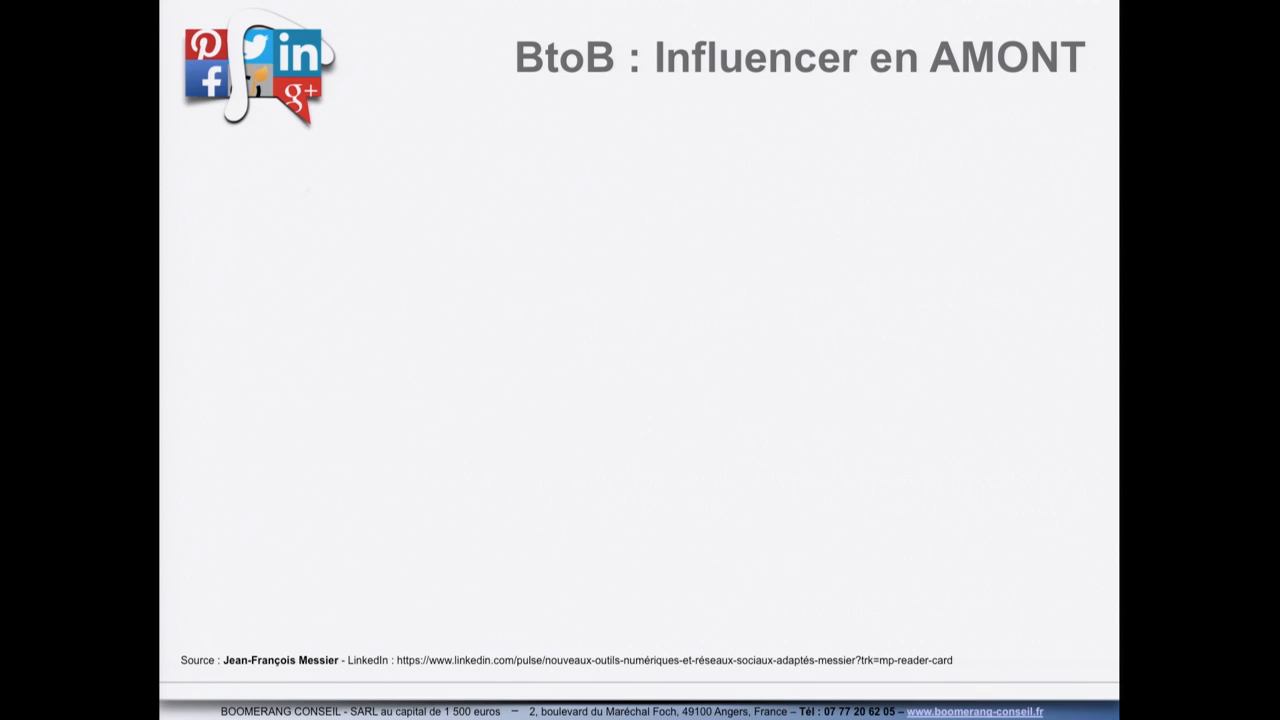 BtoB : Influencer en AMONT
in
f
g+
Source : Jean-François Messier - LinkedIn : https://www.linkedin.com/pulse/nouveaux-outils-numériques-et-réseaux-sociaux-adaptés-messier?trk=mp-reader-card
BOOMERANG CONSEIL - SARL au capital de 1 500 euros – 2, boulevard du Maréchal Foch, 49100 Angers, France – Tél : 07 77 20 62 05 – www.boomerang-conseil.fr